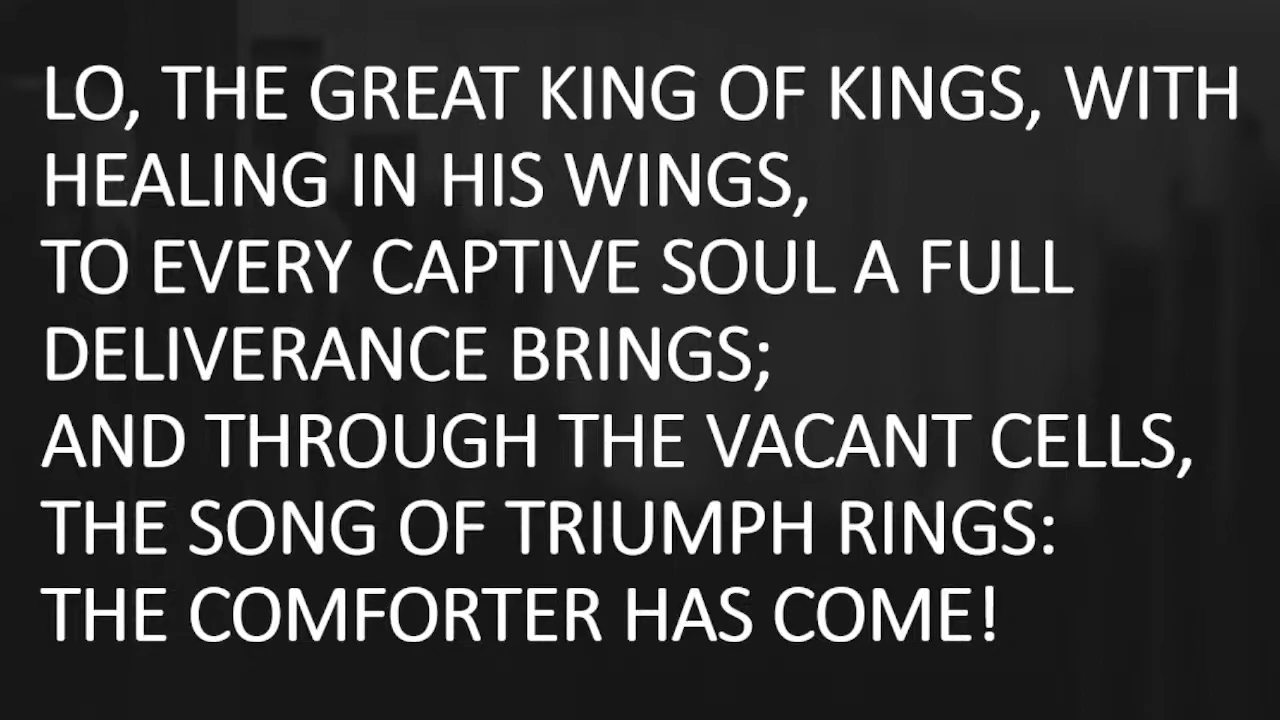 LO, THE GREAT KING OF KINGS, WITH
HEALING IN HIS WINGS,
TO EVERY CAPTIVE SOUL A FULL
DELIVERANCE BRINGS;
AND THROUGH THE VACANT CELLS,
THE SONG OF TRIUMPH RINGS:
THE COMFORTER HAS COME!